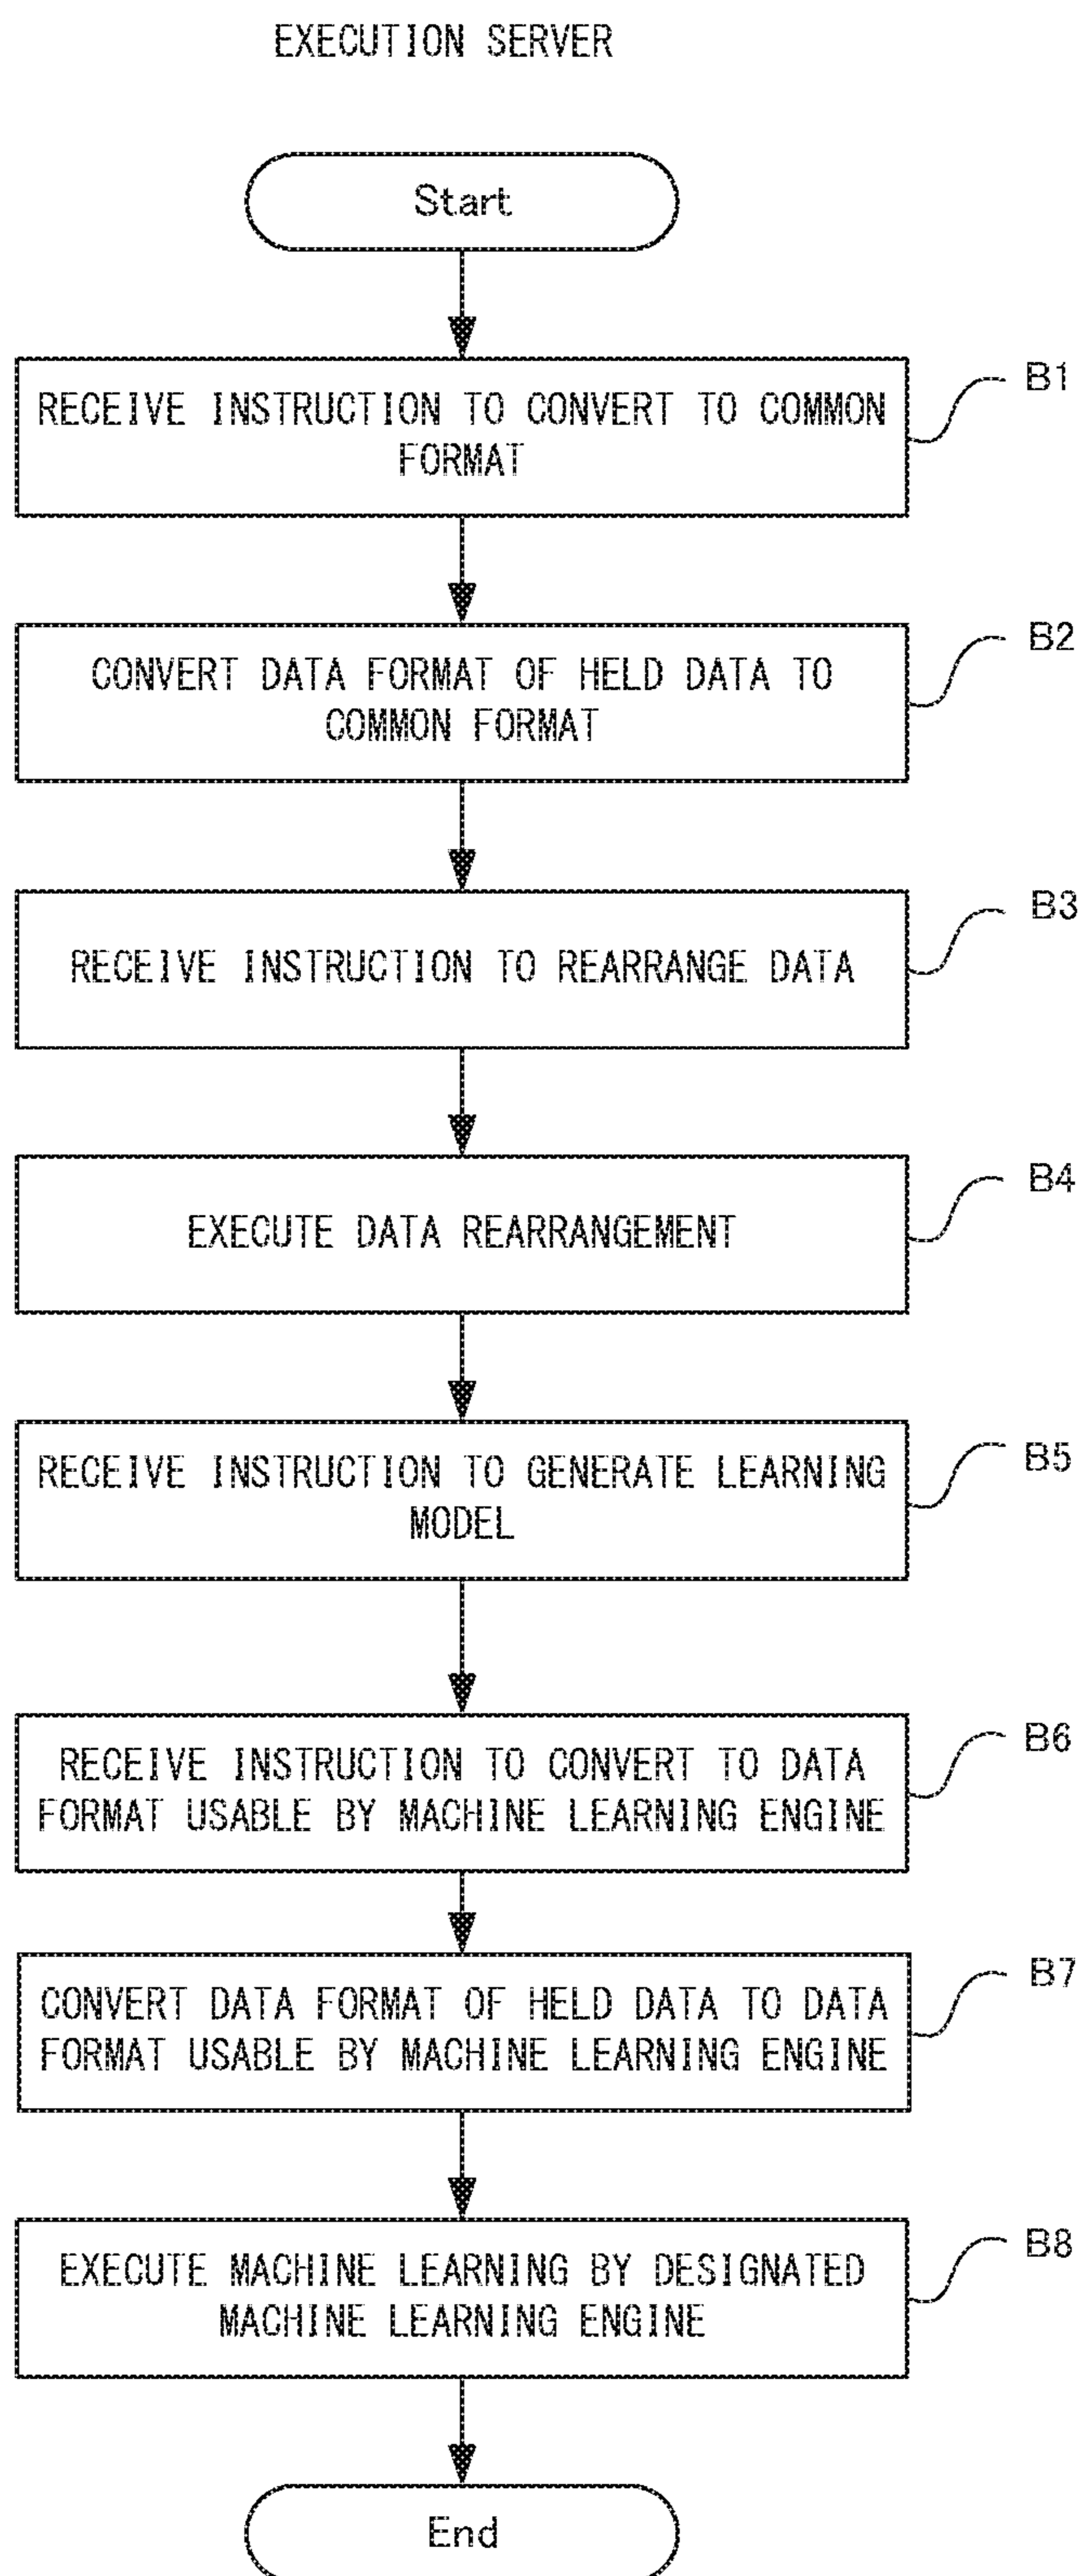 EXECUTION SERVER
Start
RECEIVE INSTRUCTION TO CONVERT TO COMMON
FORMAT
B1
CONVERT DATA FORMAT OF HELD DATA TO
COMMON FORMAT
B2
RECEIVE INSTRUCTION TO REARRANGE DATA
B3
EXECUTE DATA REARRANGEMENT
B4
RECEIVE INSTRUCTION TO GENERATE LEARNING
MODEL
B5
RECEIVE INSTRUCTION TO CONVERT TO DATA
FORMAT USABLE BY MACHINE LEARNING ENGINE
B6
CONVERT DATA FORMAT OF HELD DATA TO DATA
FORMAT USABLE BY MACHINE LEARNING ENGINE
B7
EXECUTE MACHINE LEARNING BY DESIGNATED
MACHINE LEARNING ENGINE
B8
End